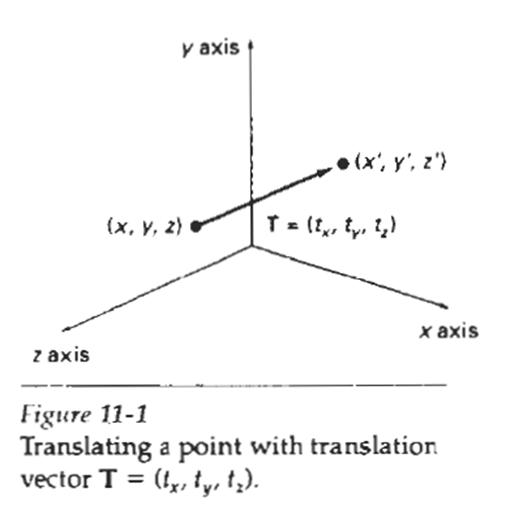 y axis
(x', y', z')
(x, y, z)
T = (tx, ty, tz)
x axis
z axis
Figure 11-1
Translating a point with translation
vector T = (tx, ty, tz).